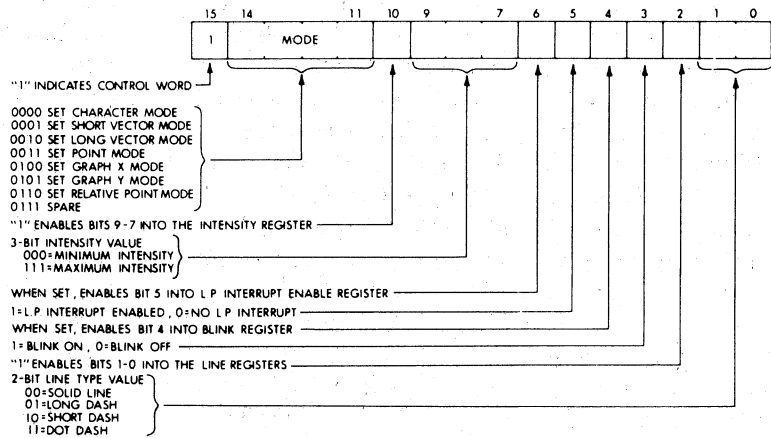 15 14 11 10 9 7 6 5 4 3 2 1 0
1 MODE
"1" INDICATES CONTROL WORD
0000 SET CHARACTER MODE
0001 SET SHORT VECTOR MODE
0010 SET LONG VECTOR MODE
0011 SET POINT MODE
0100 SET GRAPH X MODE
0101 SET GRAPH Y MODE
0110 SET RELATIVE POINT MODE
0111 SPARE
"1" ENABLES BITS 9-7 INTO THE INTENSITY REGISTER
3-BIT INTENSITY VALUE
000=MINIMUM INTENSITY
111=MAXIMUM INTENSITY
WHEN SET, ENABLES BIT 5 INTO L.P INTERRUPT ENABLE REGISTER
1=L.P. INTERRUPT ENABLED, 0=NO L P INTERRUPT
WHEN SET, ENABLES BIT 4 INTO BLINK REGISTER
1=BLINK ON, 0=BLINK OFF
"1" ENABLES BITS 1-0 INTO THE LINE REGISTERS
2-BIT LINE TYPE VALUE
00=SOLID LINE
01=LONG DASH
10=SHORT DASH
11=DOT DASH